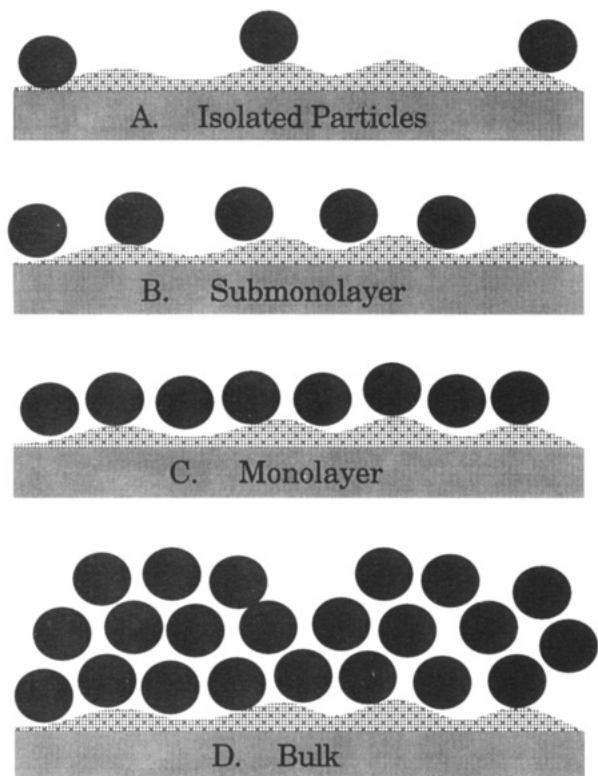 A. Isolated Particles
B. Submonolayer
C. Monolayer
D. Bulk